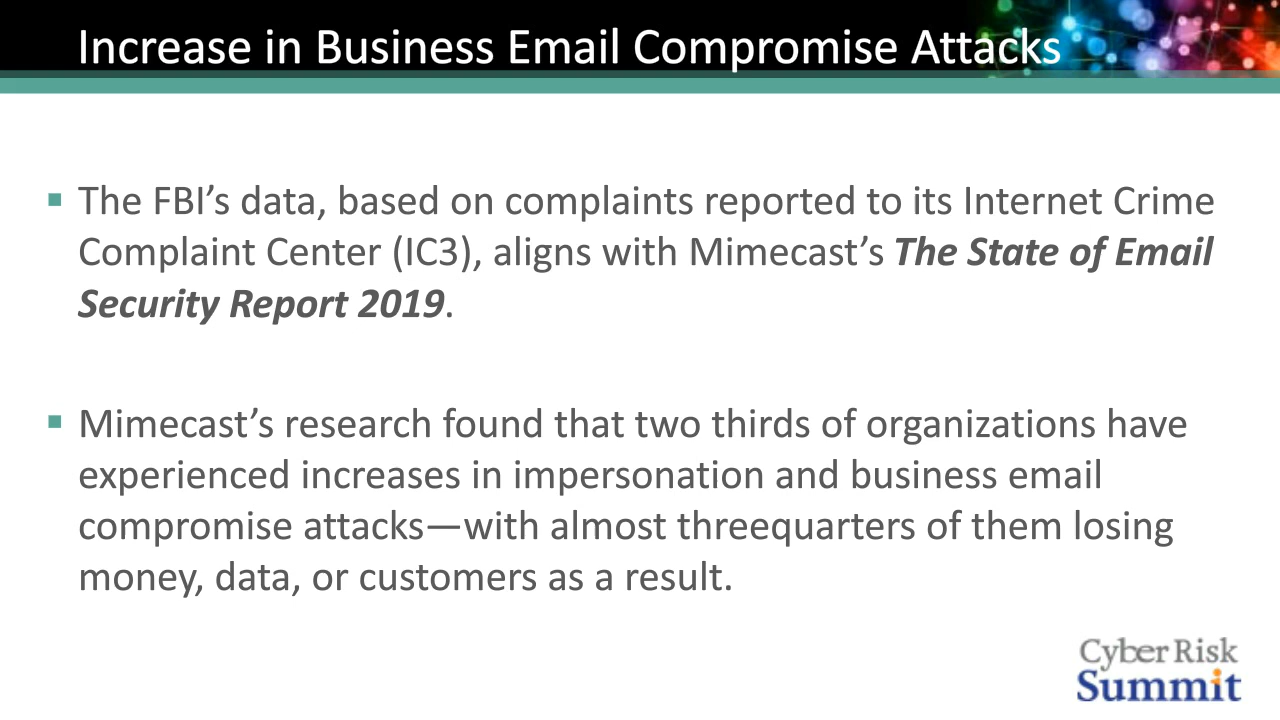 Increase in Business Email Compromise Attacks
▪ The FBI’s data, based on complaints reported to its Internet Crime
Complaint Center (IC3), aligns with Mimecast’s The State of Email
Security Report 2019.
▪ Mimecast’s research found that two thirds of organizations have
experienced increases in impersonation and business email
compromise attacks—with almost threequarters of them losing
money, data, or customers as a result.
Cyber Risk
Summit